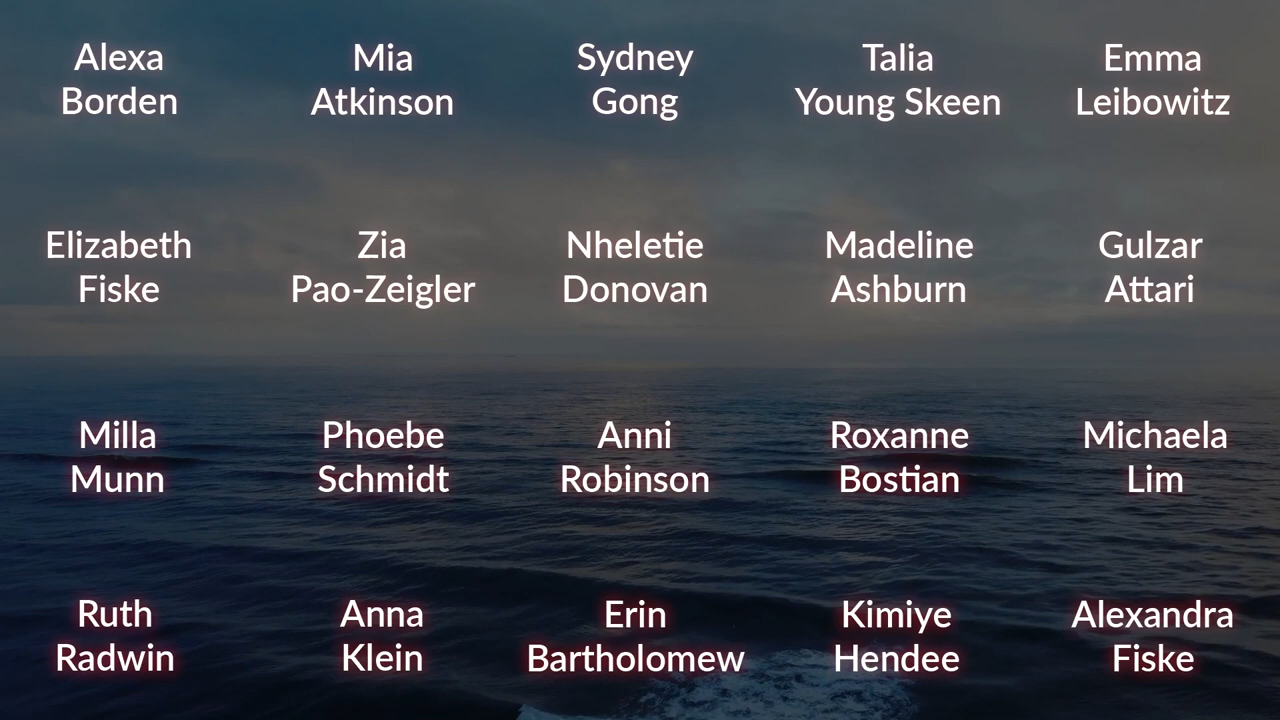 Alexa
Borden
Mia
Atkinson
Sydney
Gong
Talia
Young Skeen
Emma
Leibowitz
Elizabeth
Fiske
Zia
Pao-Zeigler
Nheletie
Donovan
Madeline
Ashburn
Gulzar
Attari
Milla
Munn
Phoebe
Schmidt
Anni
Robinson
Roxanne
Bostian
Michaela
Lim
Ruth
Radwin
Anna
Klein
Erin
Bartholomew
Kimiye
Hendee
Alexandra
Fiske